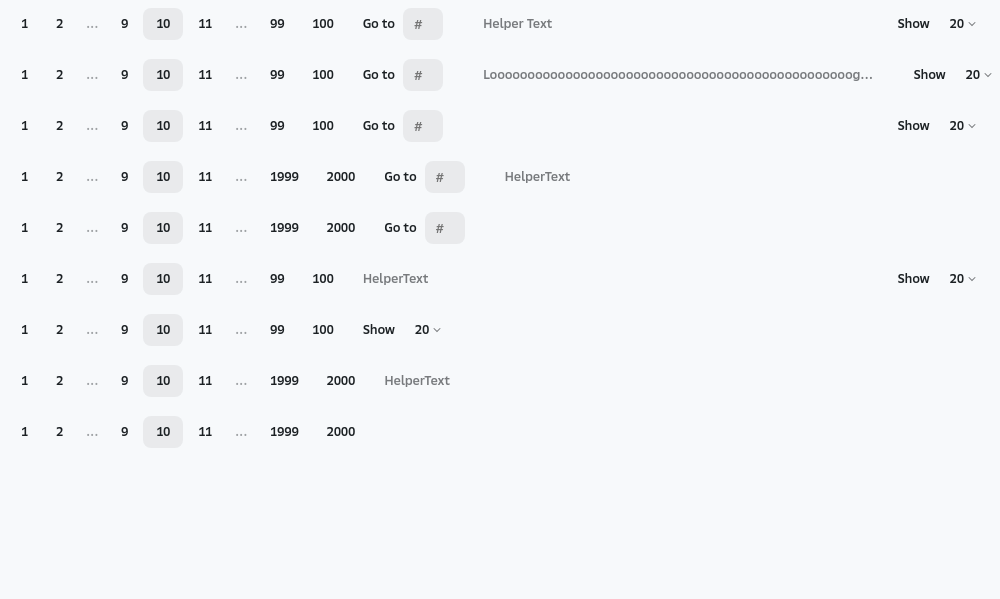 1 2 … 9 10 11 … 99 100 Go to # Helper Text Show 20
1 2 … 9 10 11 … 99 100 Go to # Looooooooooooooooooooooooooooooooooooooooooooooooog… Show 20
1 2 … 9 10 11 … 99 100 Go to # Show 20
1 2 … 9 10 11 … 1999 2000 Go to # HelperText
1 2 … 9 10 11 … 1999 2000 Go to #
1 2 … 9 10 11 … 99 100 HelperText Show 20
1 2 … 9 10 11 … 99 100 Show 20
1 2 … 9 10 11 … 1999 2000 HelperText
1 2 … 9 10 11 … 1999 2000